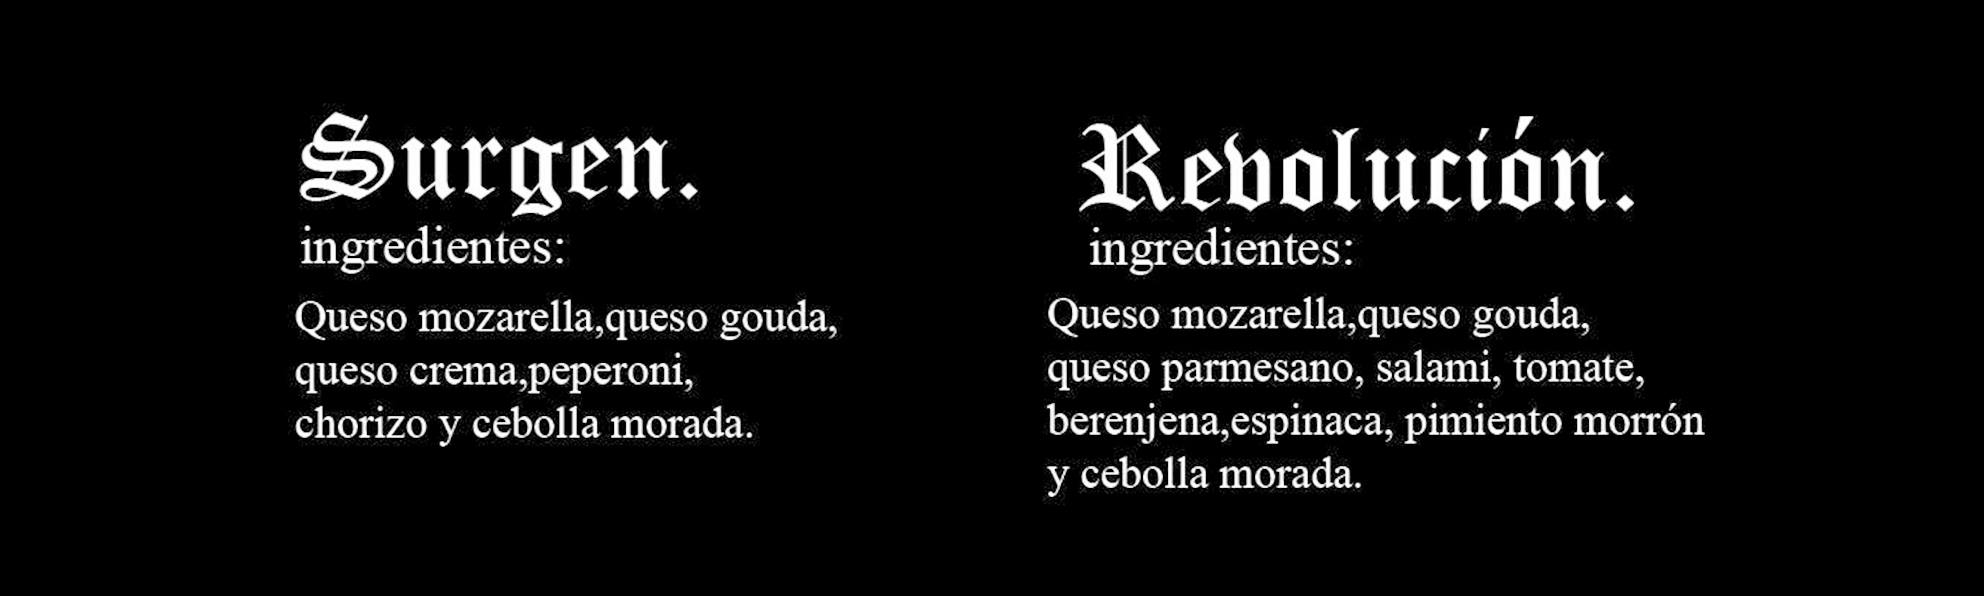 Surgen.
ingredientes:
Queso mozarella,queso gouda,
queso crema,peperoni,
chorizo y cebolla morada.
Revolución.
ingredientes:
Queso mozarella,queso gouda,
queso parmesano, salami, tomate,
berenjena,espinaca, pimiento morrón
y cebolla morada.